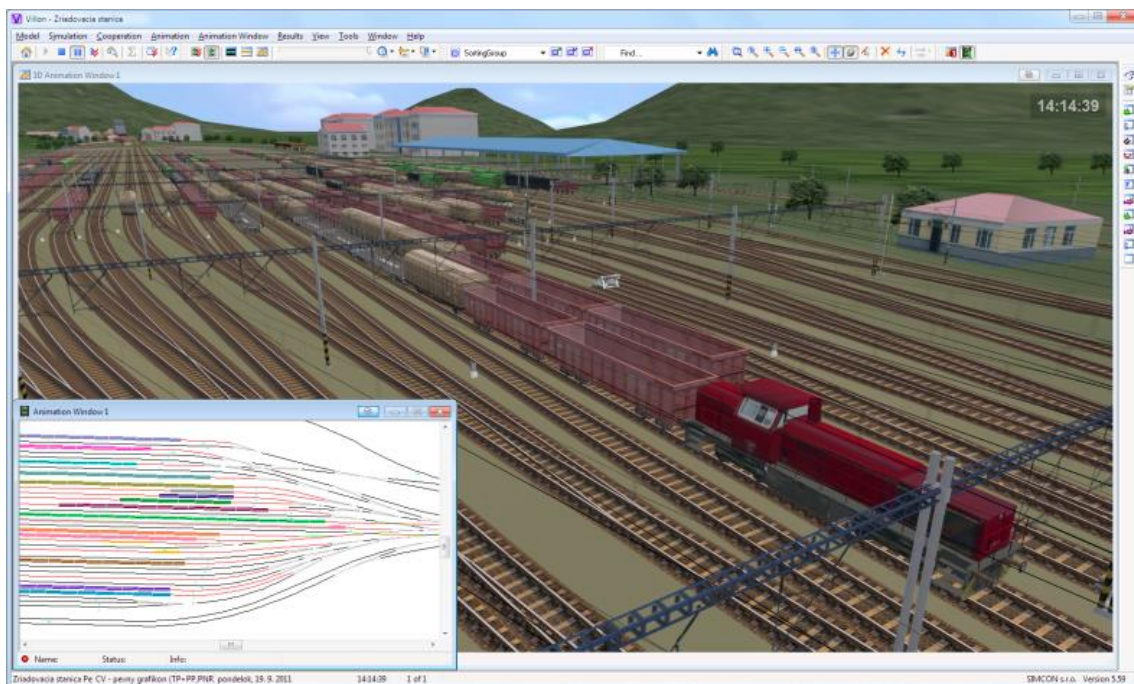 Villon - Zriadovacia stanica
Model Simulation Cooperation Animation Animation Window Results View Tools Window Help
SortingGroup Find...
3D Animation Window 1
14:14:39
Animation Window 1
Name: Status: Info:
Zriadovacia stanica Pe CV - pevny grafikon (TP+PP,PNR pondelok, 19. 9. 2011 14:14:39 1 of 1 SIMCON s.r.o. Version 5.59